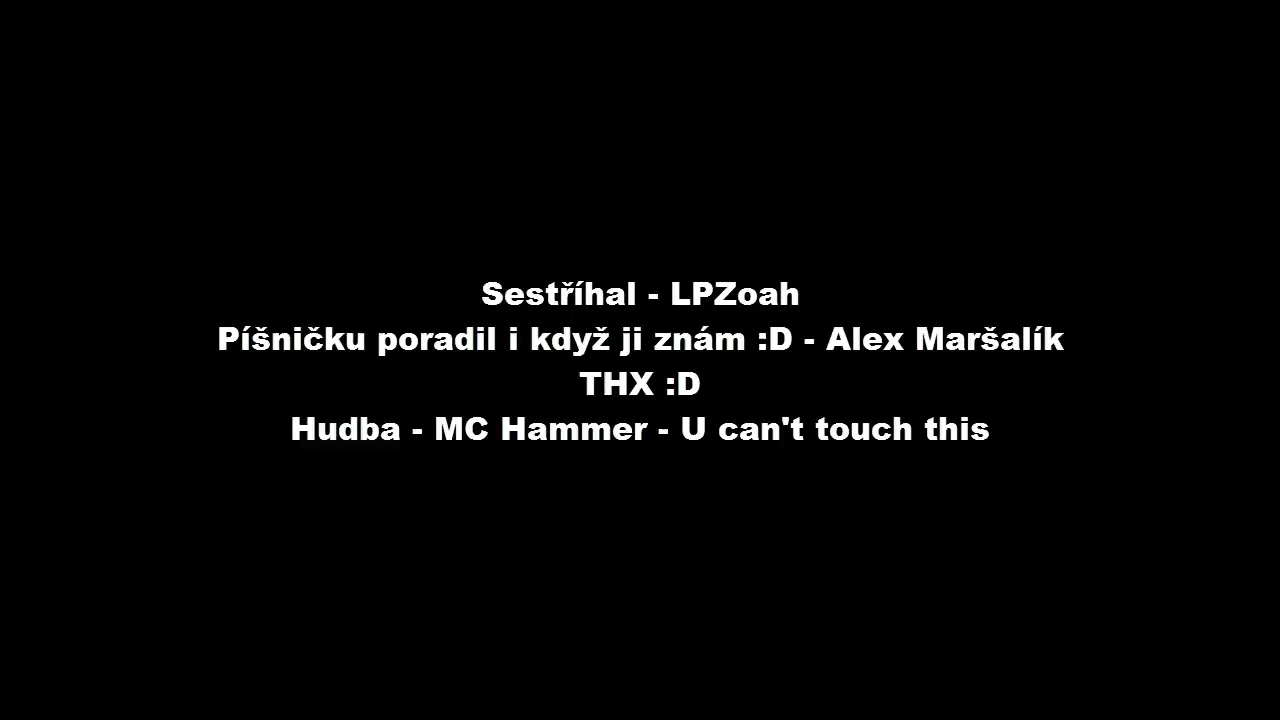 Sestříhal - LPZoah
Píšničku poradil i když ji znám :D - Alex Maršalík
THX :D
Hudba - MC Hammer - U can't touch this